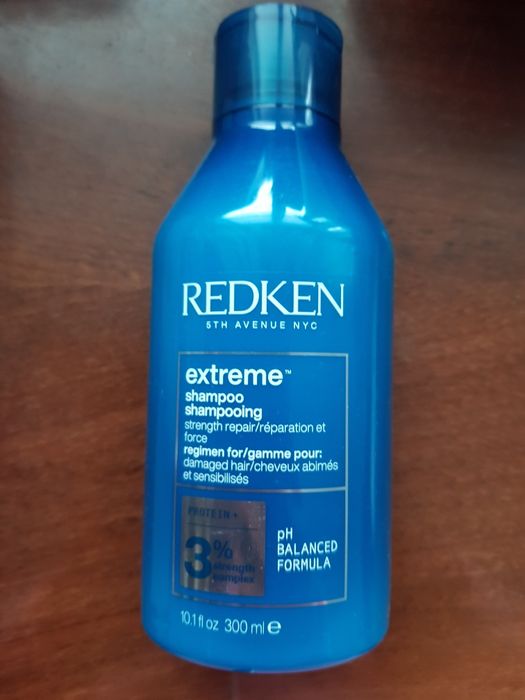 REDKEN
5TH AVENUE NYC
extreme™
shampoo
shampooing
strength repair/réparation et
force
regimen for/gamme pour:
damaged hair/cheveux abimés
et sensibilisés
PROTEIN+
3%
strength
complex
pH
BALANCED
FORMULA
10.1 fl oz 300 ml e